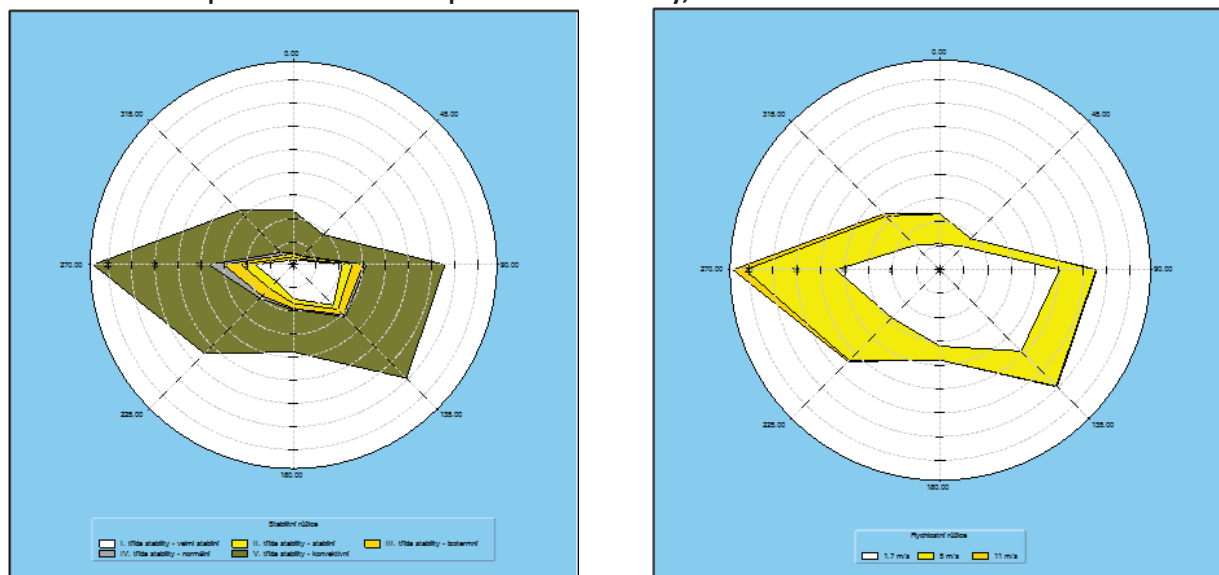 0.00
315.00
45.00
270.00
90.00
225.00
135.00
180.00
Stabilitní růžice
I. třída stability - velmi stabilní
II. třída stability - stabilní
III. třída stability - izotermní
IV. třída stability - normální
V. třída stability - konvektivní
0.00
315.00
45.00
270.00
90.00
225.00
135.00
180.00
Rychlostní růžice
1.7 m/s
5 m/s
11 m/s